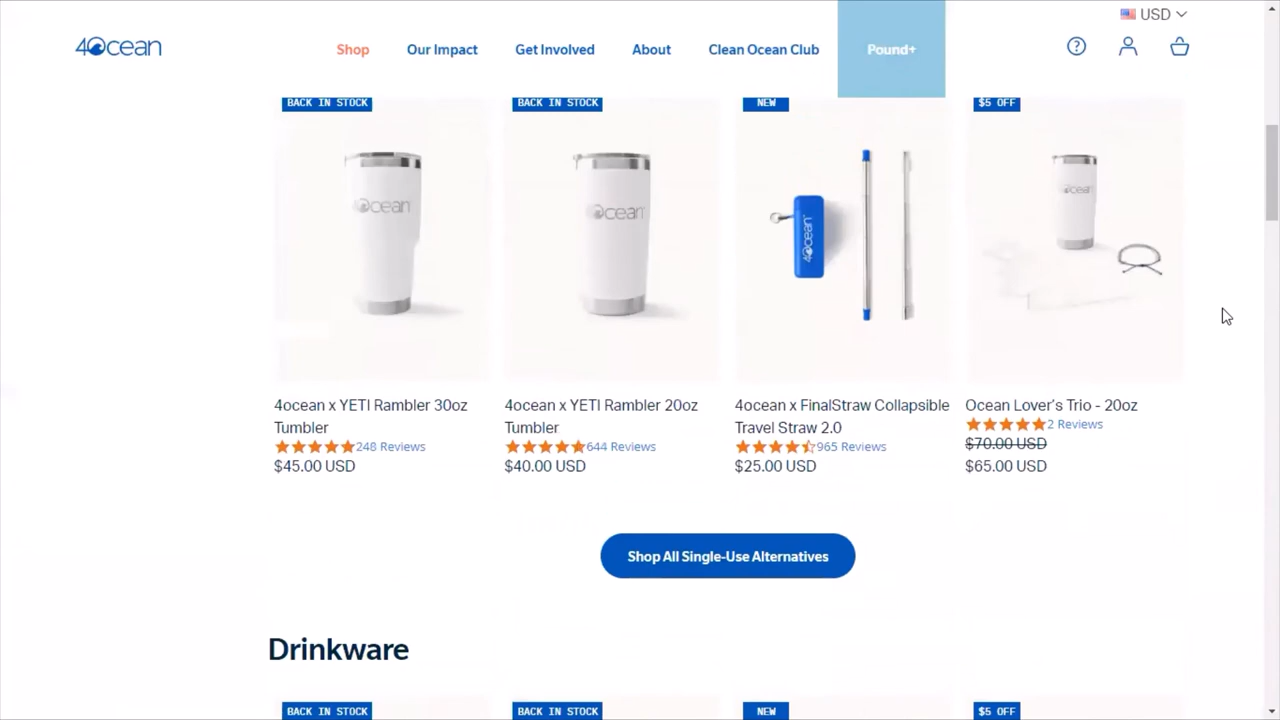 USD
4Ocean
Shop
Our Impact
Get Involved
About
Clean Ocean Club
Pound+
?
BACK IN STOCK
BACK IN STOCK
NEW
$5 OFF
4Ocean
4Ocean
4Ocean
4Ocean
4ocean x YETI Rambler 30oz
Tumbler
248 Reviews
$45.00 USD
4ocean x YETI Rambler 20oz
Tumbler
644 Reviews
$40.00 USD
4ocean x FinalStraw Collapsible
Travel Straw 2.0
965 Reviews
$25.00 USD
Ocean Lover's Trio - 20oz
2 Reviews
$70.00 USD
$65.00 USD
Shop All Single-Use Alternatives
Drinkware
BACK IN STOCK
BACK IN STOCK
NEW
$5 OFF